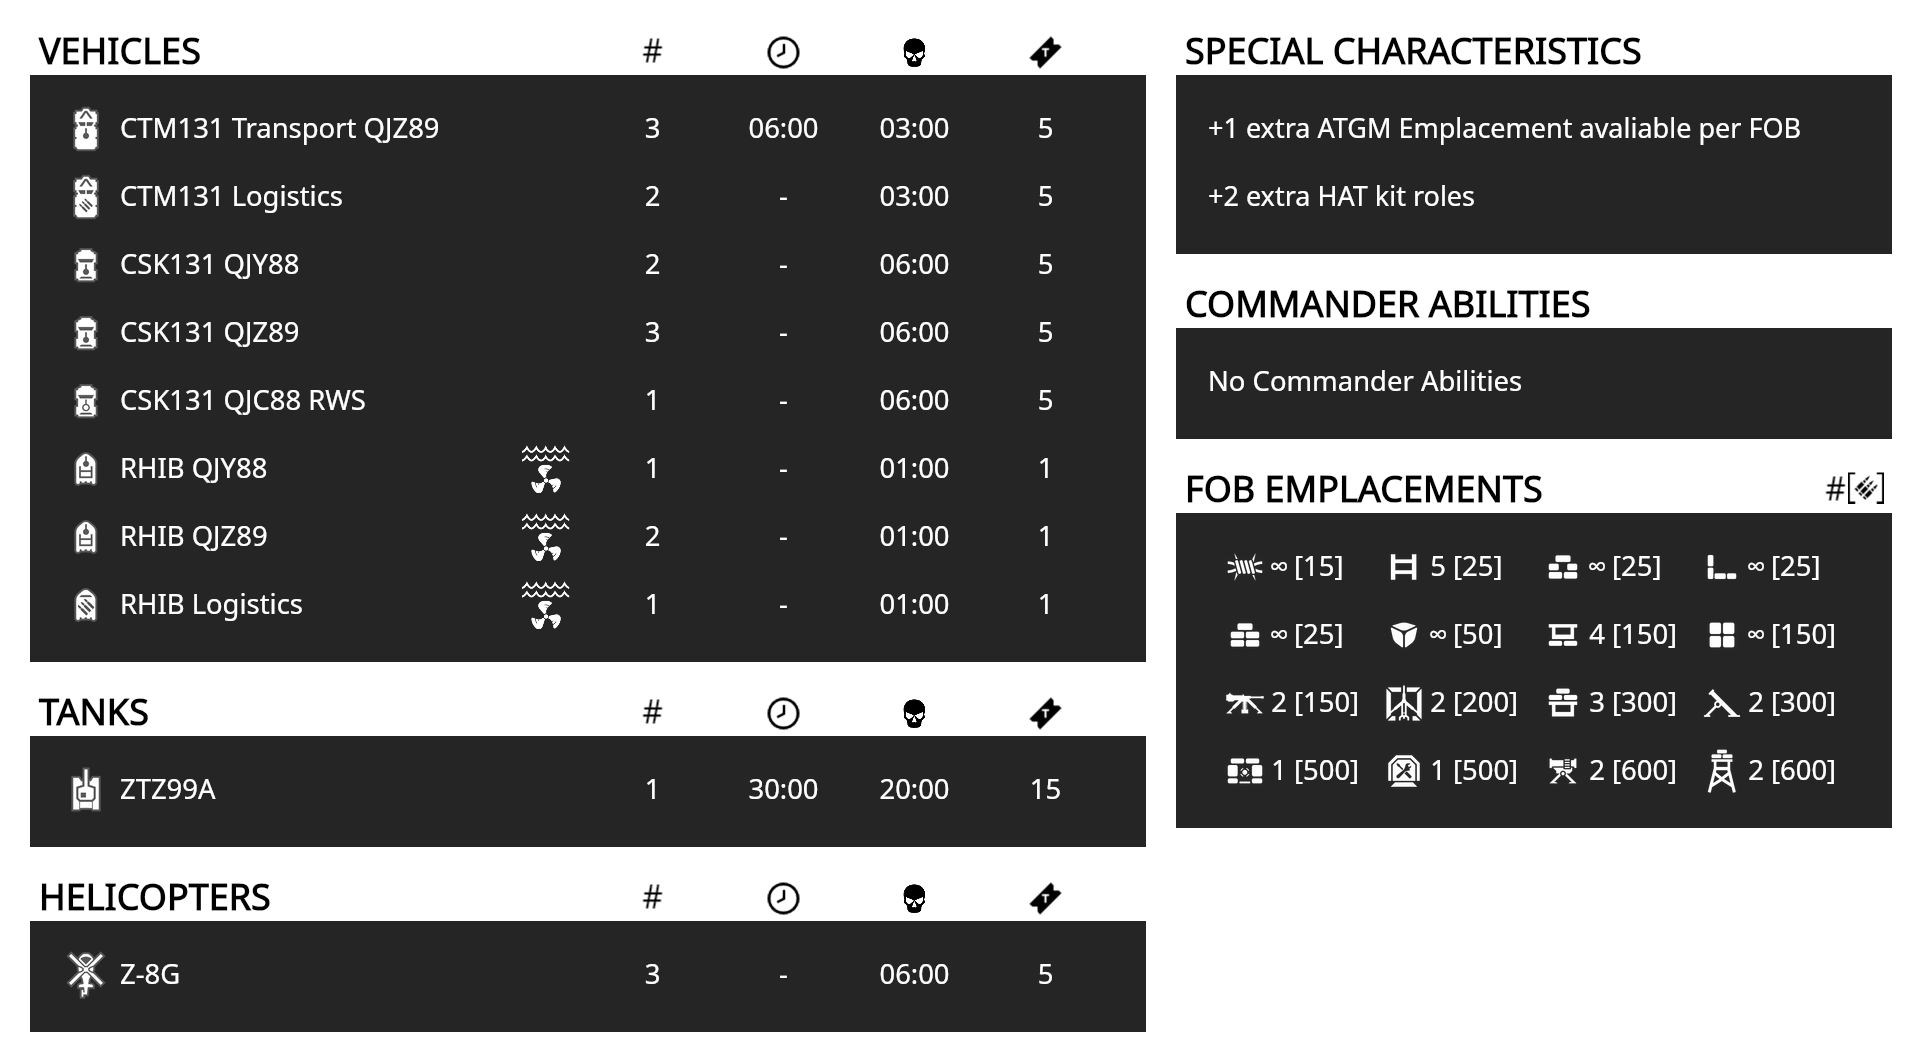 VEHICLES #
CTM131 Transport QJZ89 3 06:00 03:00 5
CTM131 Logistics 2 - 03:00 5
CSK131 QJY88 2 - 06:00 5
CSK131 QJZ89 3 - 06:00 5
CSK131 QJC88 RWS 1 - 06:00 5
RHIB QJY88 1 - 01:00 1
RHIB QJZ89 2 - 01:00 1
RHIB Logistics 1 - 01:00 1
TANKS #
ZTZ99A 1 30:00 20:00 15
HELICOPTERS #
Z-8G 3 - 06:00 5
SPECIAL CHARACTERISTICS
+1 extra ATGM Emplacement avaliable per FOB
+2 extra HAT kit roles
COMMANDER ABILITIES
No Commander Abilities
FOB EMPLACEMENTS #[]
∞ [15] 5 [25] ∞ [25] ∞ [25]
∞ [25] ∞ [50] 4 [150] ∞ [150]
2 [150] 2 [200] 3 [300] 2 [300]
1 [500] 1 [500] 2 [600] 2 [600]